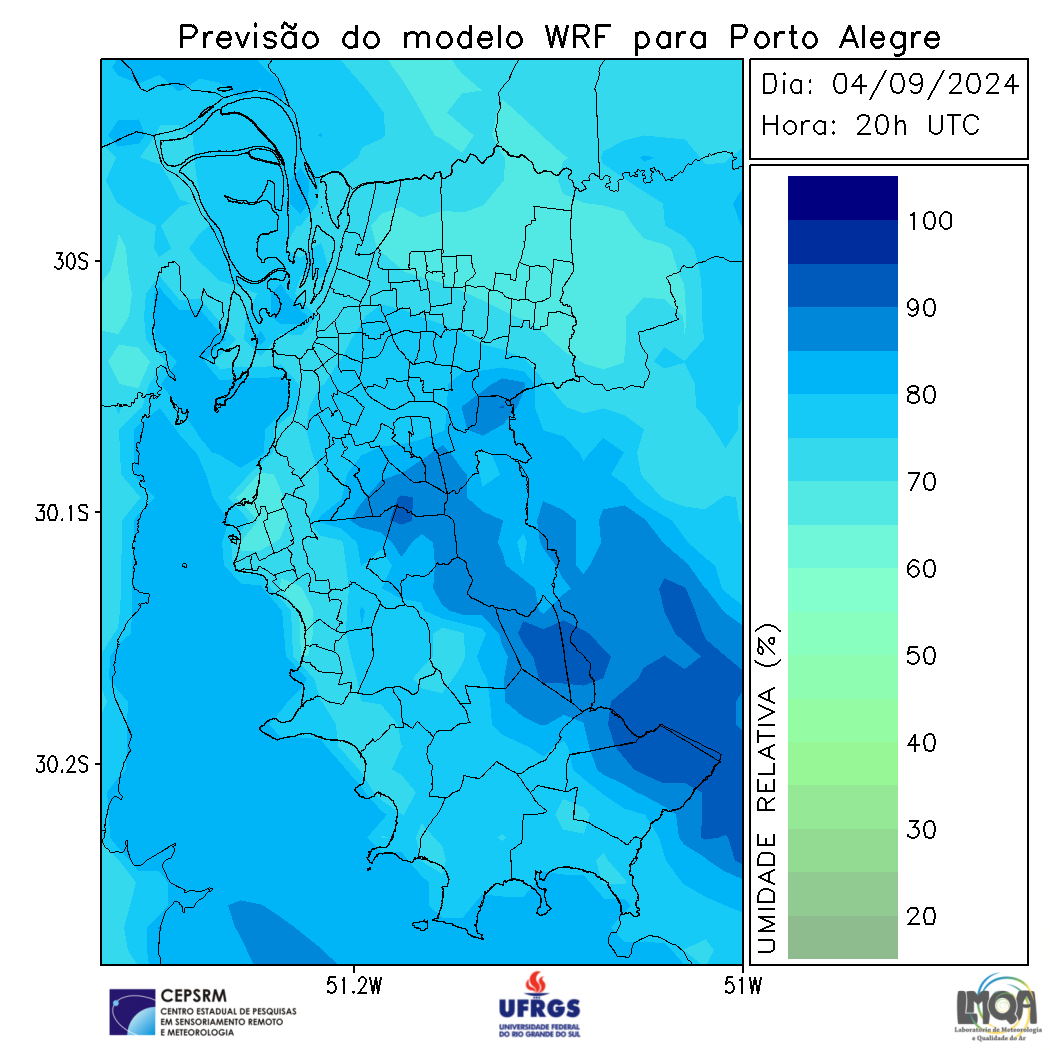 Previsão do modelo WRF para Porto Alegre
Dia: 04/09/2024
Hora: 20h UTC
30S
30.1S
30.2S
51.2W
51W
100
90
80
70
60
50
40
30
20
UMIDADE RELATIVA (%)
CEPSRM
CENTRO ESTADUAL DE PESQUISAS
EM SENSORIAMENTO REMOTO
E METEOROLOGIA
UFRGS
UNIVERSIDADE FEDERAL
DO RIO GRANDE DO SUL
LMQA
Laboratório de Meteorologia
e Qualidade do Ar